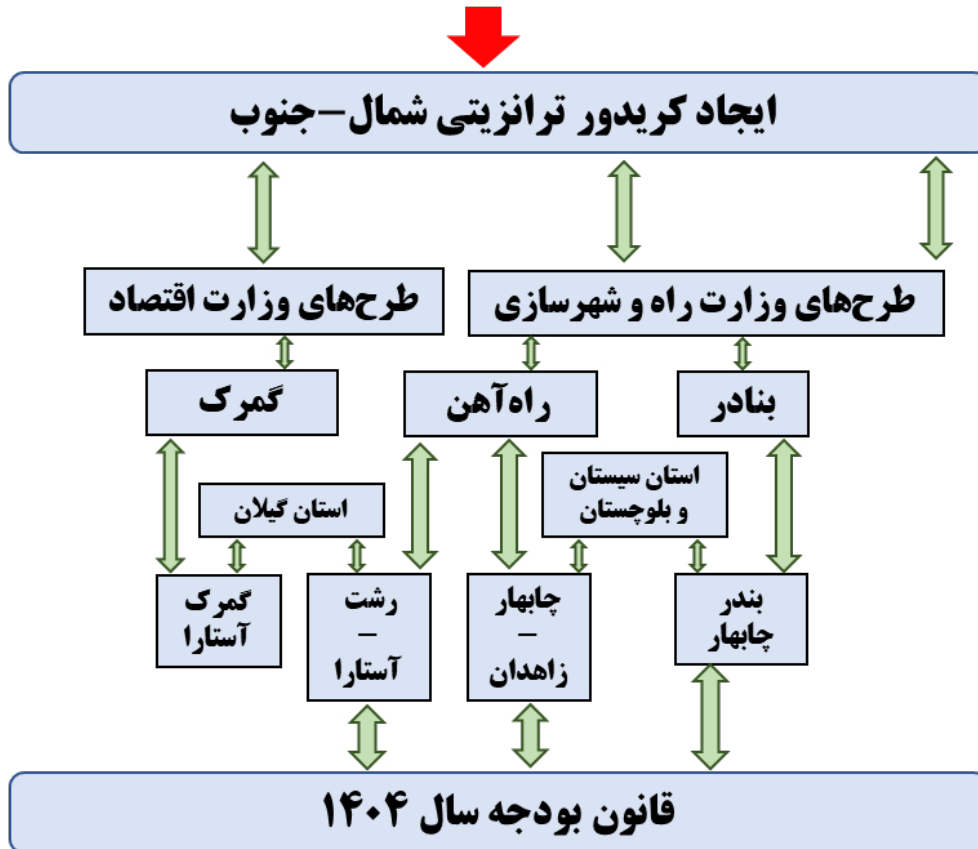 ایجاد کریدور ترانزیتی شمال-جنوب
طرح‌های وزارت راه و شهرسازی
طرح‌های وزارت اقتصاد
بنادر
راه‌آهن
گمرک
استان سیستان
و بلوچستان
استان گیلان
بندر
چابهار
چابهار
–
زاهدان
رشت
–
آستارا
گمرک
آستارا
قانون بودجه سال ۱۴۰۴